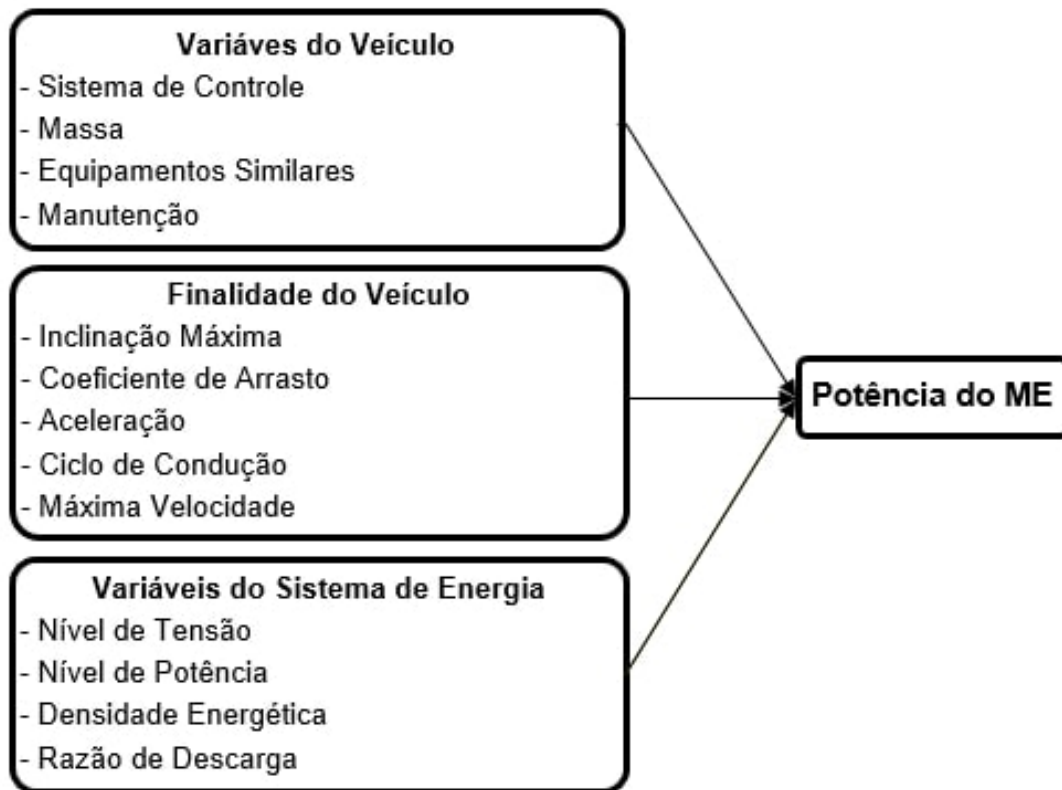 Variáves do Veículo
- Sistema de Controle
- Massa
- Equipamentos Similares
- Manutenção
Finalidade do Veículo
- Inclinação Máxima
- Coeficiente de Arrasto
- Aceleração
- Ciclo de Condução
- Máxima Velocidade
Variáveis do Sistema de Energia
- Nível de Tensão
- Nível de Potência
- Densidade Energética
- Razão de Descarga
Potência do ME